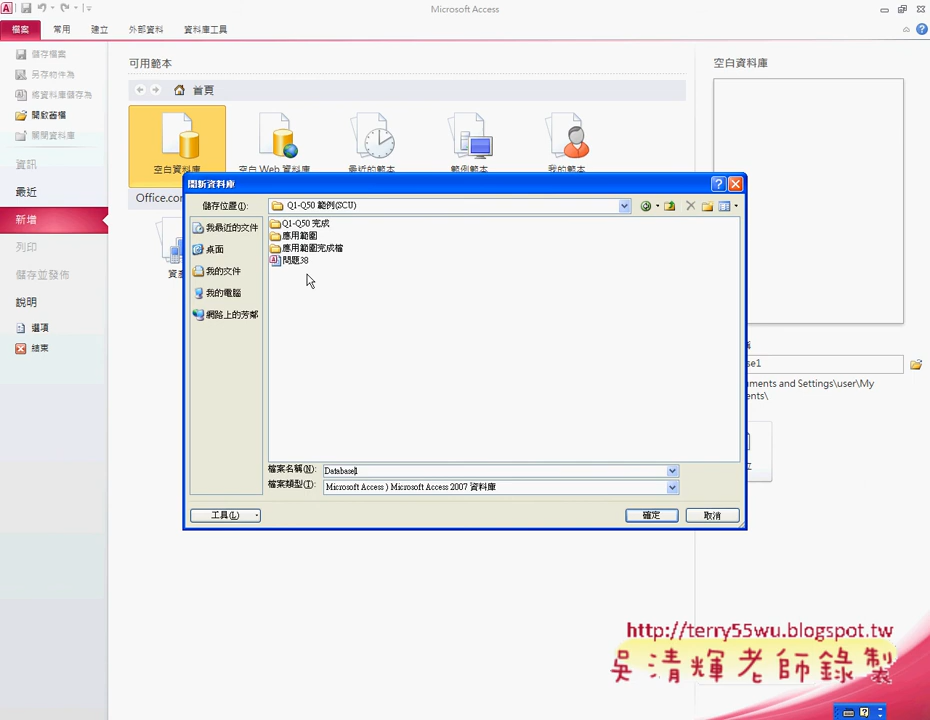 Microsoft Access
檔案 常用 建立 外部資料 資料庫工具
儲存檔案
另存物件為
將資料庫儲存為
開啟舊檔
關閉資料庫
資訊
最近
新增
列印
儲存並發佈
說明
選項
結束
可用範本
首頁
空白資料庫 空白 Web 資料庫 最近的範本 範例範本 我的範本
Office.co
空白資料庫
se1
uments and Settings\user\My
ents\
開新資料庫
儲存位置(I): Q1-Q50 範例(SCU)
我最近的文件
桌面
我的文件
我的電腦
網路上的芳鄰
Q1-Q50 完成
應用範圍
應用範圍完成檔
問題38
檔案名稱(N): Database1
檔案類型(T): Microsoft Access ) Microsoft Access 2007 資料庫
工具(L) 確定 取消
http://terry55wu.blogspot.tw
吳清輝老師錄製